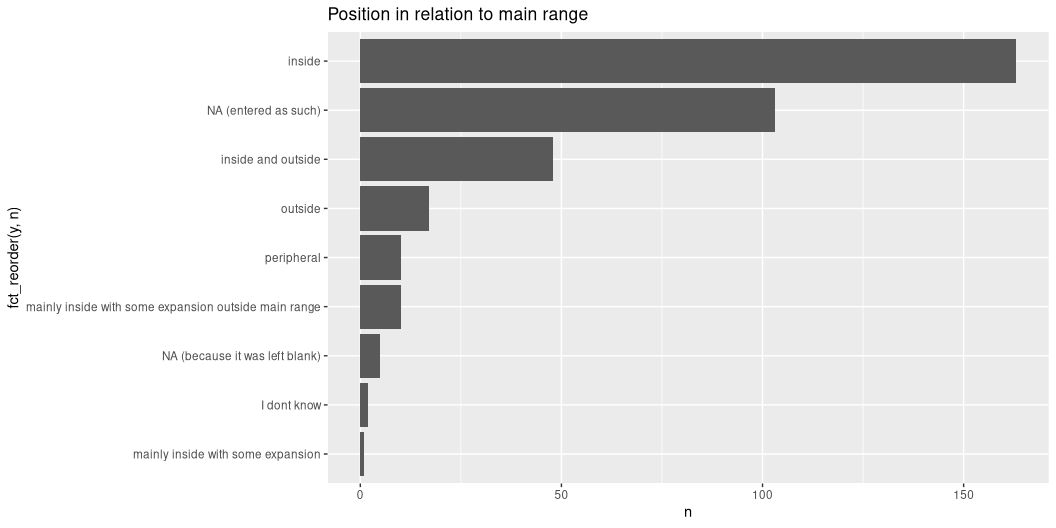 Position in relation to main range
fct_reorder(y, n)
inside
NA (entered as such)
inside and outside
outside
peripheral
mainly inside with some expansion outside main range
NA (because it was left blank)
I dont know
mainly inside with some expansion
0 50 100 150
n